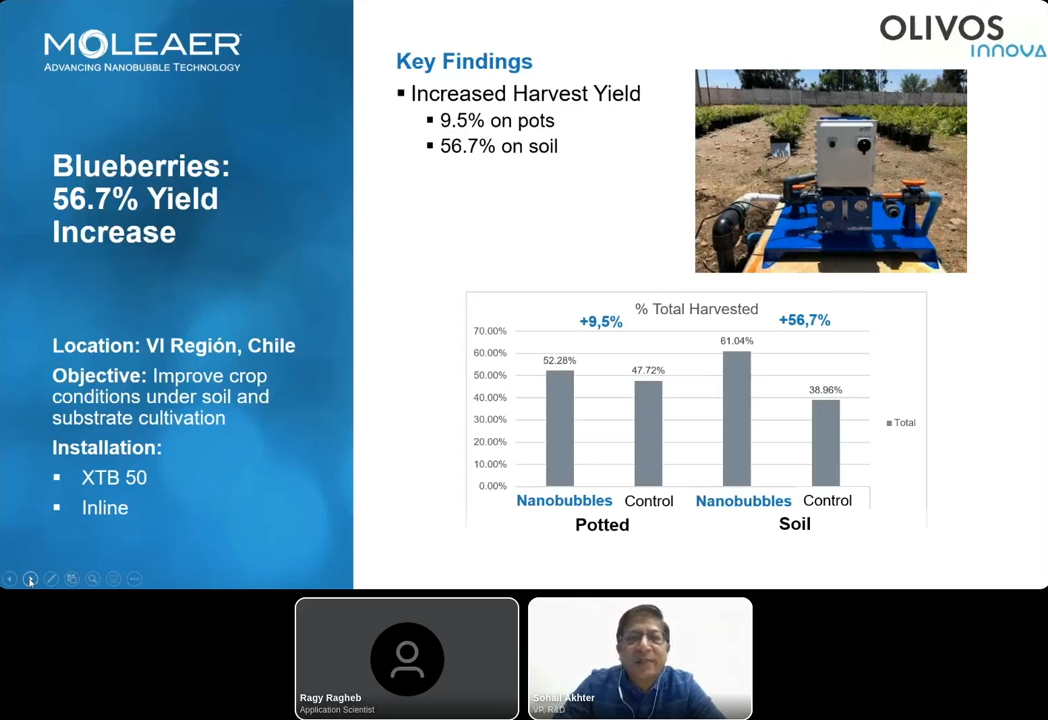 MOLEAER
ADVANCING NANOBUBBLE TECHNOLOGY
Blueberries:
56.7% Yield
Increase
Location: VI Región, Chile
Objective: Improve crop
conditions under soil and
substrate cultivation
Installation:
▪ XTB 50
▪ Inline
OLIVOS
INNOVA
Key Findings
▪ Increased Harvest Yield
▪ 9.5% on pots
▪ 56.7% on soil
% Total Harvested
+9,5%
+56,7%
70.00%
60.00%
50.00%
40.00%
30.00%
20.00%
10.00%
0.00%
52.28%
47.72%
61.04%
38.96%
Total
Nanobubbles Control Nanobubbles Control
Potted Soil
Ragy Ragheb
Application Scientist
Sohail Akhter
VP, R&D